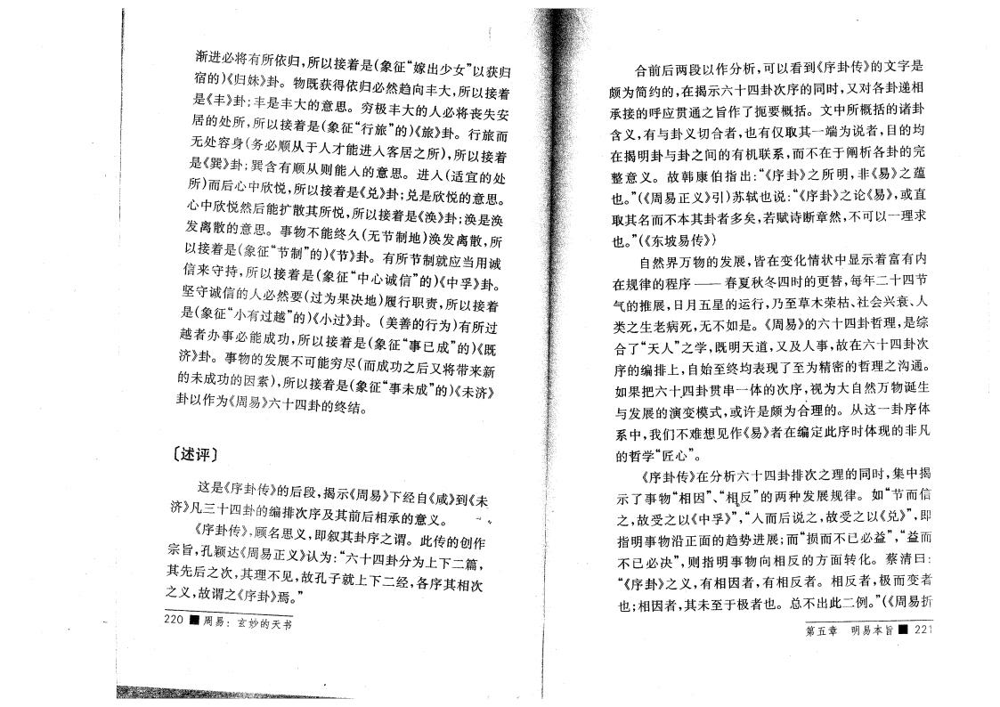 渐进必将有所依归,所以接着是(象征“嫁出少女”以获归
宿的)《归妹》卦。物既获得依归必然趋向丰大,所以接着
是《丰》卦;丰是丰大的意思。穷极丰大的人必将丧失安
居的处所,所以接着是(象征“行旅”的)《旅》卦。行旅而
无处容身(务必顺从于人才能进入客居之所),所以接着
是《巽》卦;巽含有顺从则能入的意思。进入(适宜的处
所)而后心中欣悦,所以接着是《兑》卦;兑是欣悦的意思。
心中欣悦然后能扩散其所悦,所以接着是《涣》卦;涣是涣
发离散的意思。事物不能终久(无节制地)涣发离散,所
以接着是(象征“节制”的)《节》卦。有所节制就应当用诚
信来守持,所以接着是(象征“中心诚信”的)《中孚》卦。
坚守诚信的人必然要(过为果决地)履行职责,所以接着
是(象征“小有过越”的)《小过》卦。(美善的行为)有所过
越者办事必能成功,所以接着是(象征“事已成”的)《既
济》卦。事物的发展不可能穷尽(而成功之后又将带来新
的未成功的因素),所以接着是(象征“事未成”的)《未济》
卦以作为《周易》六十四卦的终结。
〔述评〕
这是《序卦传》的后段,揭示《周易》下经自《咸》到《未
济》凡三十四卦的编排次序及其前后相承的意义。
《序卦传》,顾名思义,即叙其卦序之谓。此传的创作
宗旨,孔颖达《周易正义》认为:“六十四卦分为上下二篇,
其先后之次,其理不见,故孔子就上下二经,各序其相次
之义,故谓之《序卦》焉。”
220 ■ 周易:玄妙的天书
合前后两段以作分析,可以看到《序卦传》的文字是
颇为简约的,在揭示六十四卦次序的同时,又对各卦递相
承接的呼应贯通之旨作了扼要概括。文中所概括的诸卦
含义,有与卦义切合者,也有仅取其一端为说者,目的均
在揭明卦与卦之间的有机联系,而不在于阐析各卦的完
整意义。故韩康伯指出:“《序卦》之所明,非《易》之蕴
也。”(《周易正义》引)苏轼也说:“《序卦》之论《易》,或直
取其名而不本其卦者多矣,若赋诗断章然,不可以一理求
也。”(《东坡易传》)
自然界万物的发展,皆在变化情状中显示着富有内
在规律的程序——春夏秋冬四时的更替,每年二十四节
气的推展,日月五星的运行,乃至草木荣枯、社会兴衰、人
类之生老病死,无不如是。《周易》的六十四卦哲理,是综
合了“天人”之学,既明天道,又及人事,故在六十四卦次
序的编排上,自始至终均表现了至为精密的哲理之沟通。
如果把六十四卦贯串一体的次序,视为大自然万物诞生
与发展的演变模式,或许是颇为合理的。从这一卦序体
系中,我们不难想见作《易》者在编定此序时体现的非凡
的哲学“匠心”。
《序卦传》在分析六十四卦排次之理的同时,集中揭
示了事物“相因”、“相反”的两种发展规律。如“节而信
之,故受之以《中孚》”,“入而后说之,故受之以《兑》”,即
指明事物沿正面的趋势进展;而“损而不已必益”,“益而
不已必决”,则指明事物向相反的方面转化。蔡清曰:
“《序卦》之义,有相因者,有相反者。相反者,极而变者
也;相因者,其未至于极者也。总不出此二例。”(《周易折
第五章 明易本旨 ■ 221